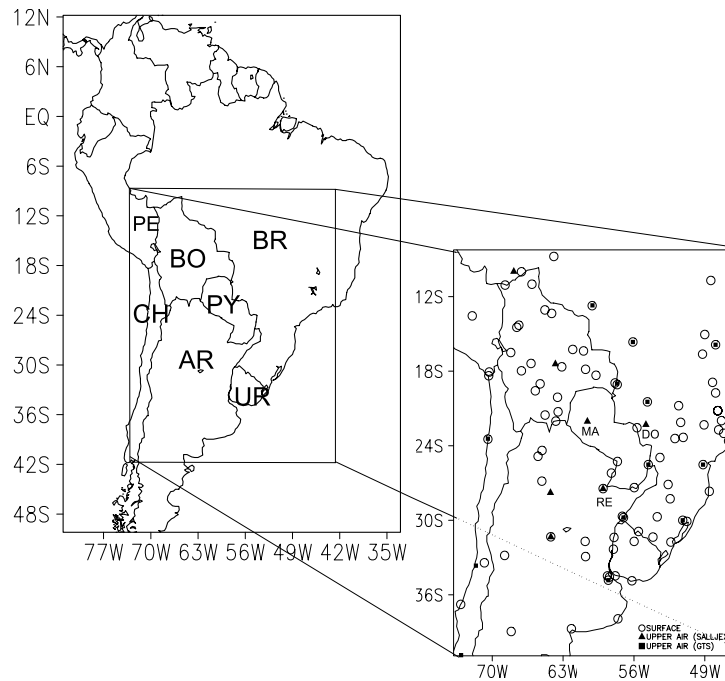 12N
6N
EQ
6S
12S
18S
24S
30S
36S
42S
48S
77W 70W 63W 56W 49W 42W 35W
PE
BO
BR
CH
PY
AR
UR
12S
18S
24S
30S
36S
70W 63W 56W 49W
MA
DO
RE
SURFACE
UPPER AIR (SALLJEX
UPPER AIR (GTS)